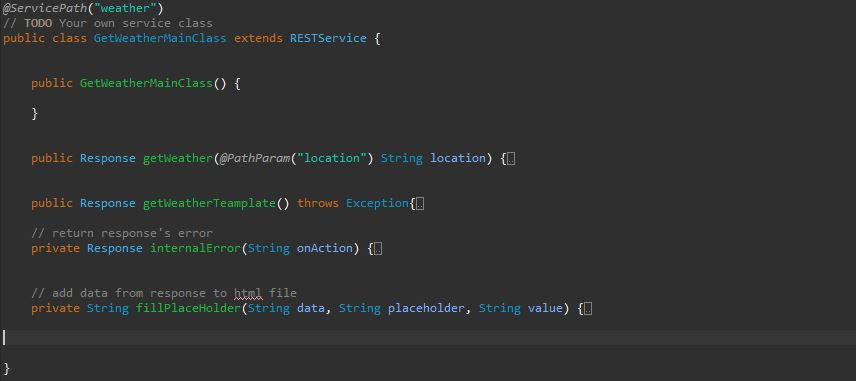 @ServicePath("weather")
// TODO Your own service class
public class GetWeatherMainClass extends RESTService {
public GetWeatherMainClass() {
}
public Response getWeather(@PathParam("location") String location) {
public Response getWeatherTeamplate() throws Exception{
// return response's error
private Response internalError(String onAction) {
// add data from response to html file
private String fillPlaceHolder(String data, String placeholder, String value) {
}